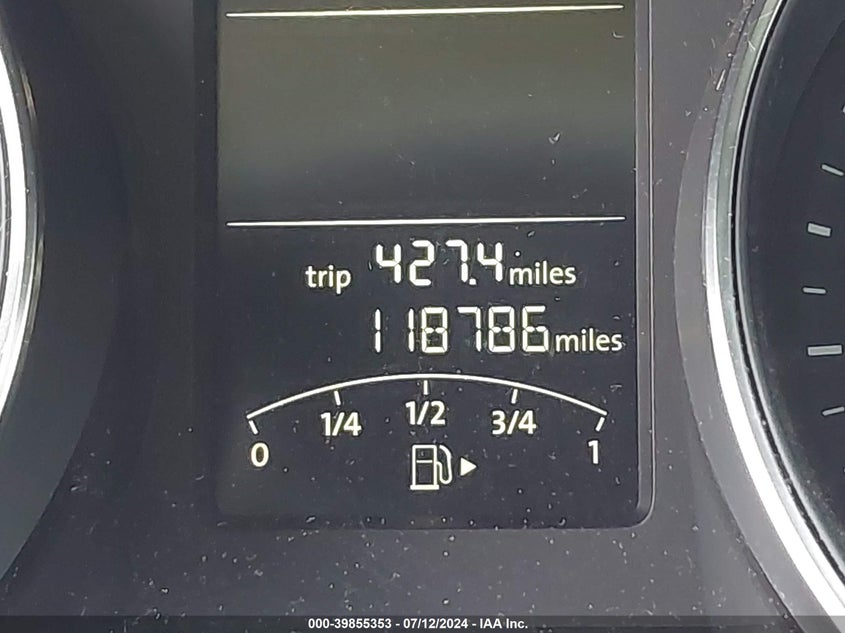 trip 427.4 miles
118786 miles
0 1/4 1/2 3/4 1
000-39855353 - 07/12/2024 - IAA Inc.